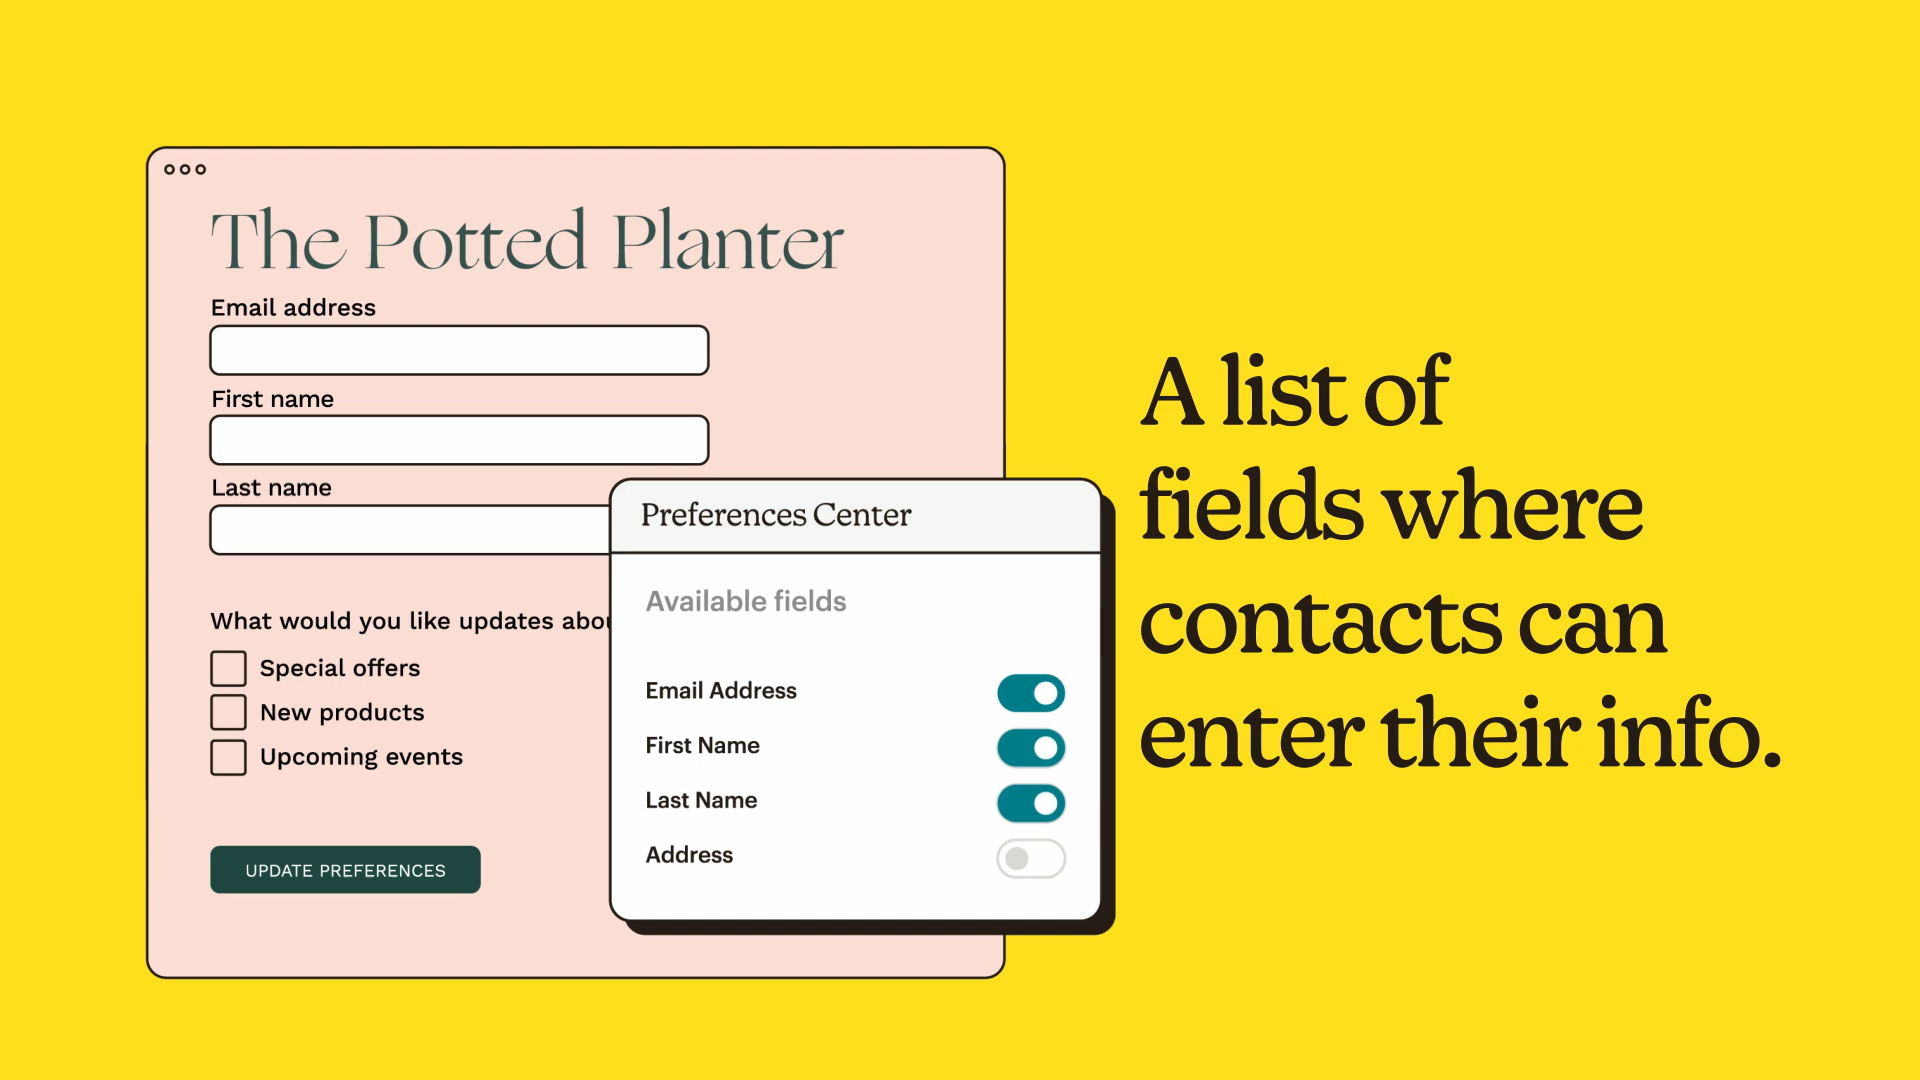 The Potted Planter
Email address
First name
Last name
What would you like updates
Special offers
New products
Upcoming events
UPDATE PREFERENCES
Preferences Center
Available fields
Email Address
First Name
Last Name
Address
A list of
fields where
contacts can
enter their info.